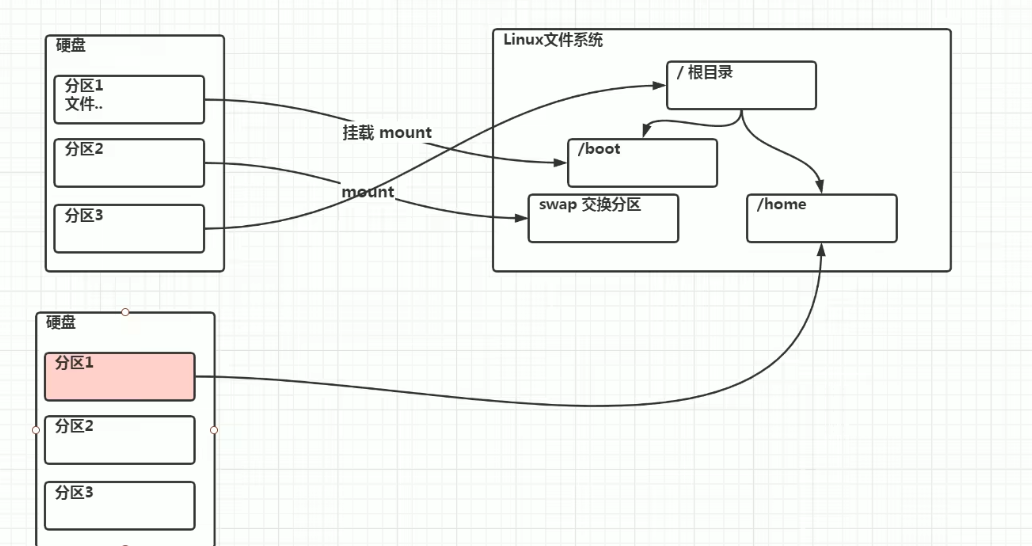 硬盘
分区1
文件..
分区2
分区3
挂载 mount
mount
Linux文件系统
/ 根目录
/boot
swap 交换分区
/home
硬盘
分区1
分区2
分区3